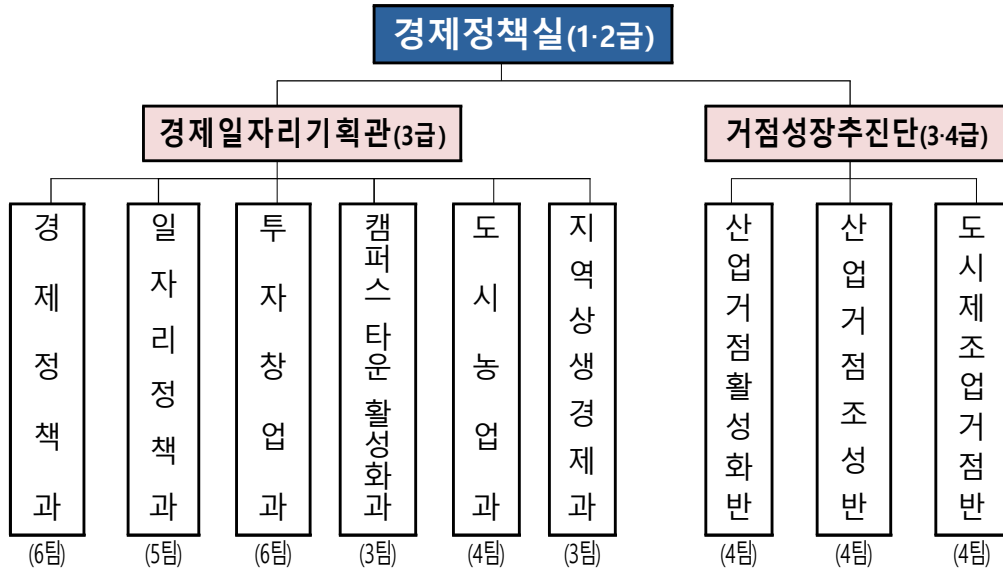 경제정책실(1·2급)
경제일자리기획관(3급)
거점성장추진단(3·4급)
경제정책과
일자리정책과
투자창업과
캠퍼스 타운 활성화과
도시농업과
지역상생경제과
산업거점활성화반
산업거점조성반
도시제조업거점반
(6팀)
(5팀)
(6팀)
(3팀)
(4팀)
(3팀)
(4팀)
(4팀)
(4팀)